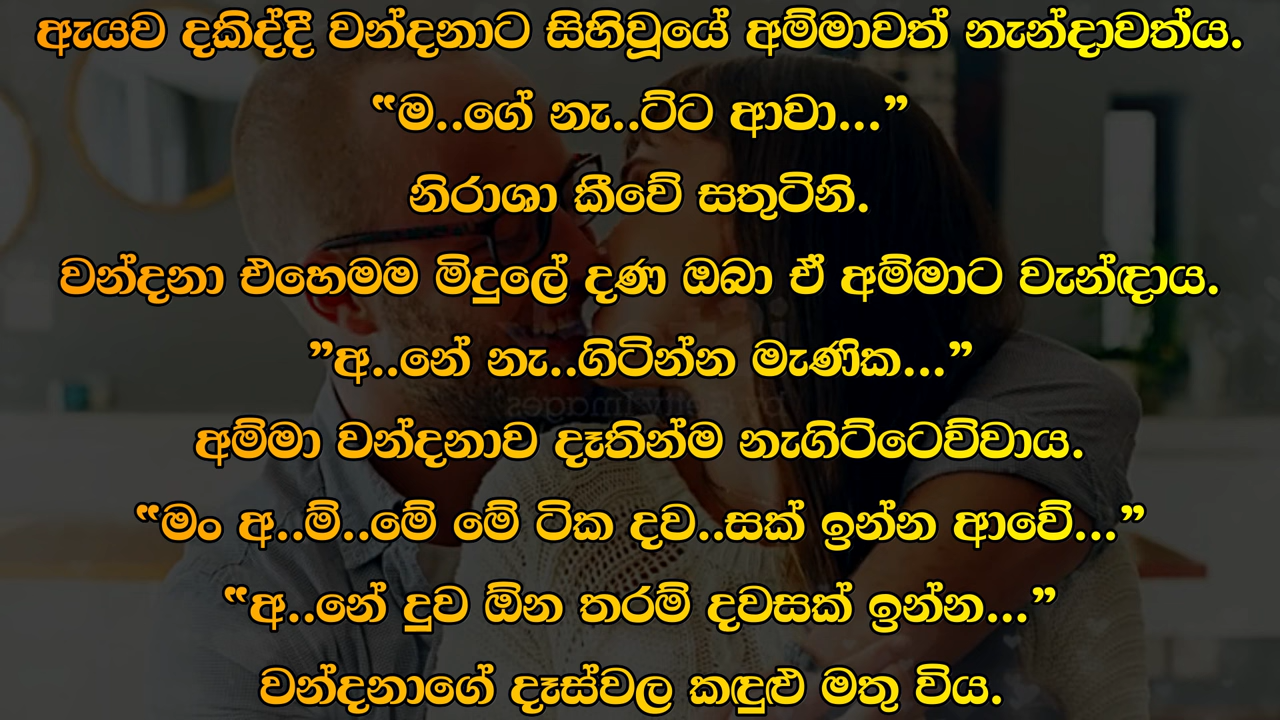 ඇයව දකිද්දී වන්දනාට සිහිවූයේ අම්මාවත් නැන්දාවත්ය.
“ම..ගේ නැ..ට්ට ආවා...”
නිරාශා කීවේ සතුටිනි.
වන්දනා එහෙමම මිදුලේ දණ ඔබා ඒ අම්මාට වැන්ඳාය.
”අ..නේ නැ..ගිටින්න මැණික...”
අම්මා වන්දනාව දෑතින්ම නැගිට්ටෙව්වාය.
“මං අ..ම්..මේ මේ ටික දව..සක් ඉන්න ආවේ...”
“අ..නේ දුව ඕන තරම් දවසක් ඉන්න...”
වන්දනාගේ දෑස්වල කඳුළු මතු විය.